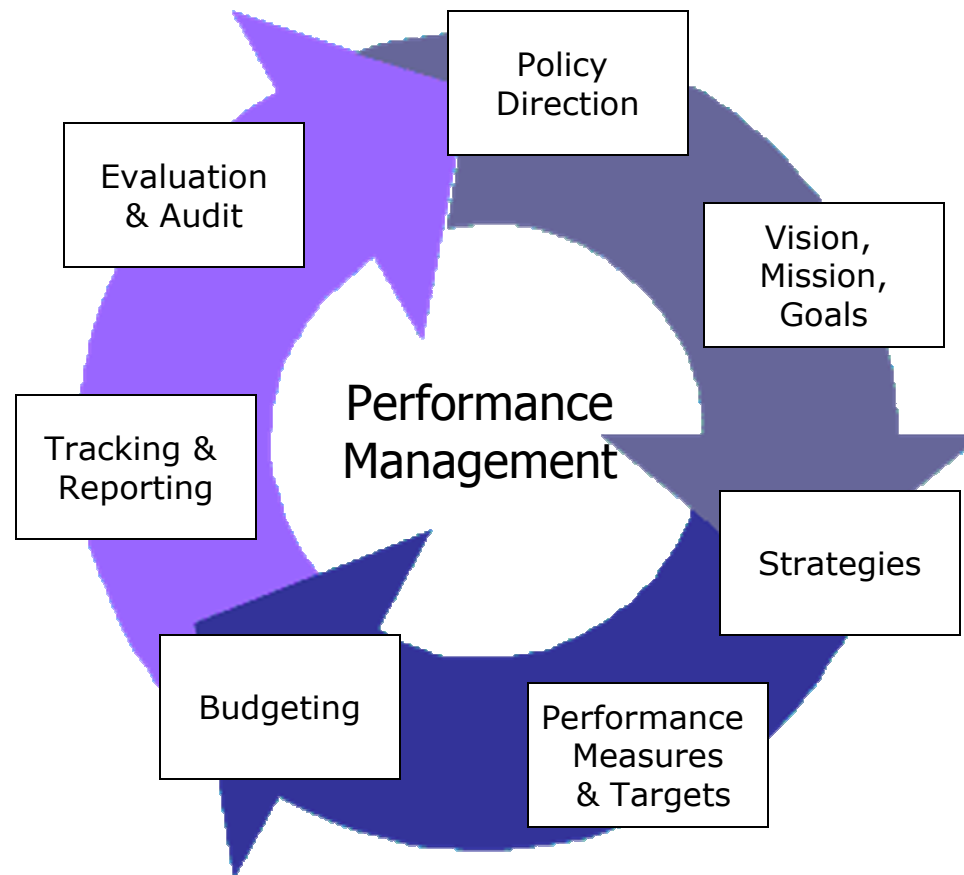 Policy
Direction
Vision,
Mission,
Goals
Strategies
Performance
Measures
& Targets
Budgeting
Tracking &
Reporting
Evaluation
& Audit
Performance
Management